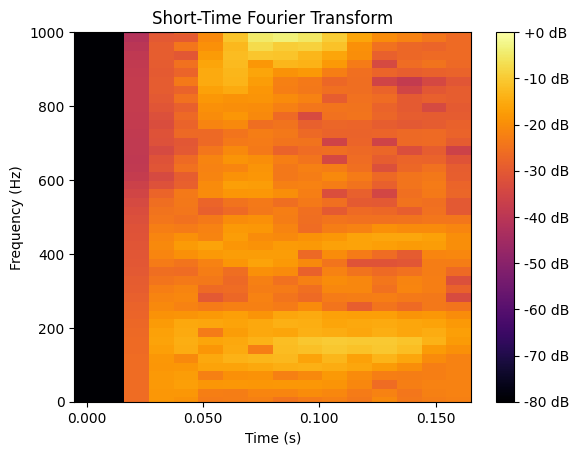 Short-Time Fourier Transform
Frequency (Hz)
1000
800
600
400
200
0
0.000
0.050
0.100
0.150
Time (s)
+0 dB
-10 dB
-20 dB
-30 dB
-40 dB
-50 dB
-60 dB
-70 dB
-80 dB